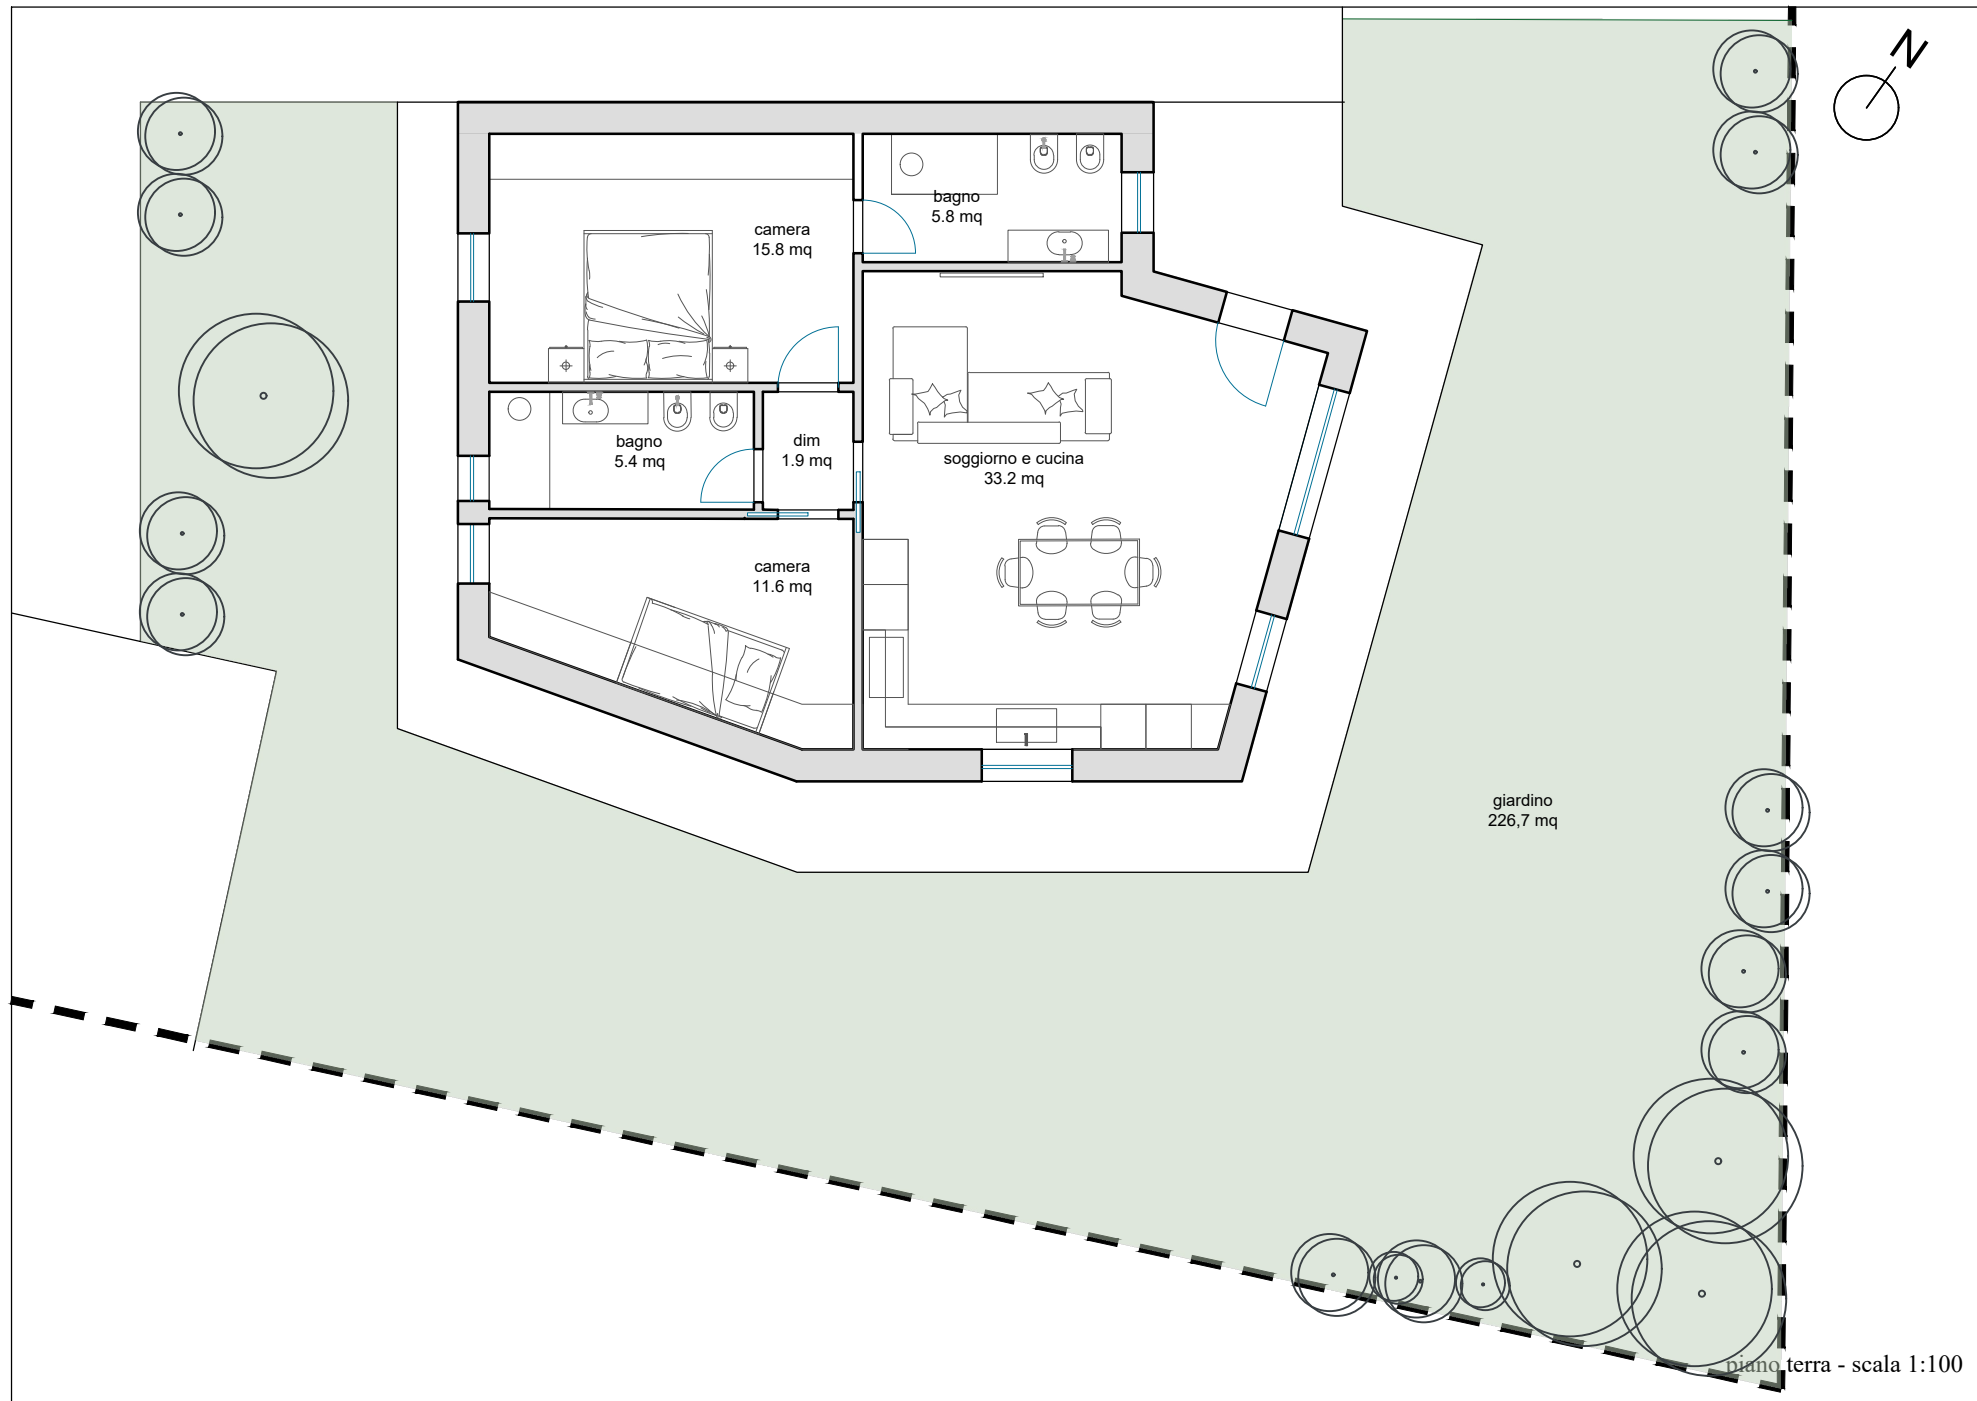 N
bagno
5.8 mq
camera
15.8 mq
bagno
5.4 mq
dim
1.9 mq
soggiorno e cucina
33.2 mq
camera
11.6 mq
giardino
226,7 mq
piano terra - scala 1:100